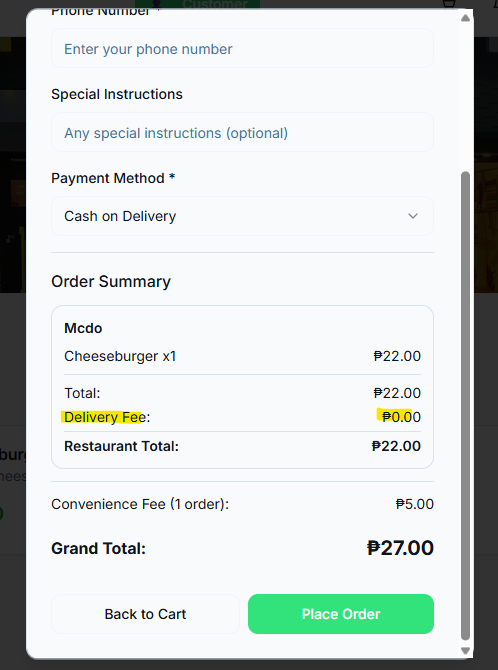 Customer
Phone Number *
Enter your phone number
Special Instructions
Any special instructions (optional)
Payment Method *
Cash on Delivery
Order Summary
Mcdo
Cheeseburger x1 ₱22.00
Total: ₱22.00
Delivery Fee: ₱0.00
Restaurant Total: ₱22.00
Convenience Fee (1 order): ₱5.00
Grand Total: ₱27.00
Back to Cart Place Order